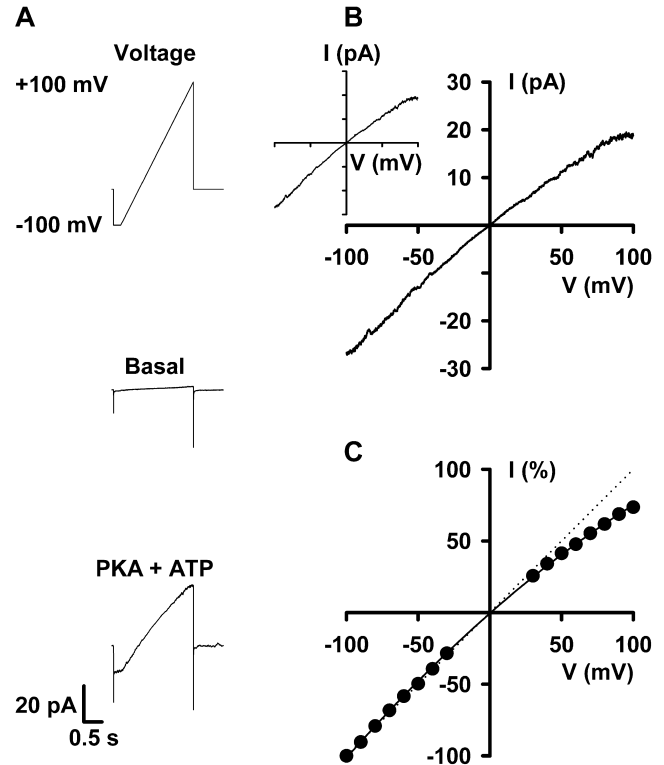 A
Voltage
+100 mV
-100 mV
Basal
PKA + ATP
20 pA
0.5 s
B
I (pA)
V (mV)
I (pA)
30
20
10
-100
-50
50
100
V (mV)
-20
-30
C
I (%)
100
50
-100
-50
50
100
V (mV)
-50
-100